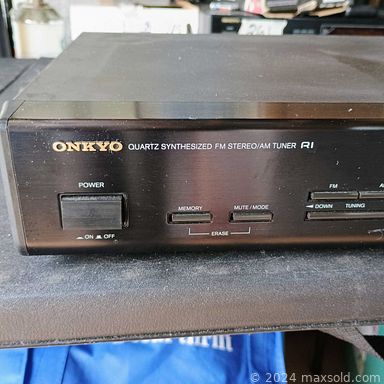 ONKYO QUARTZ SYNTHESIZED FM STEREO/AM TUNER RI
POWER
MEMORY MUTE / MODE
FM
DOWN TUNING
ON OFF
ERASE
© 2024 maxsold.com